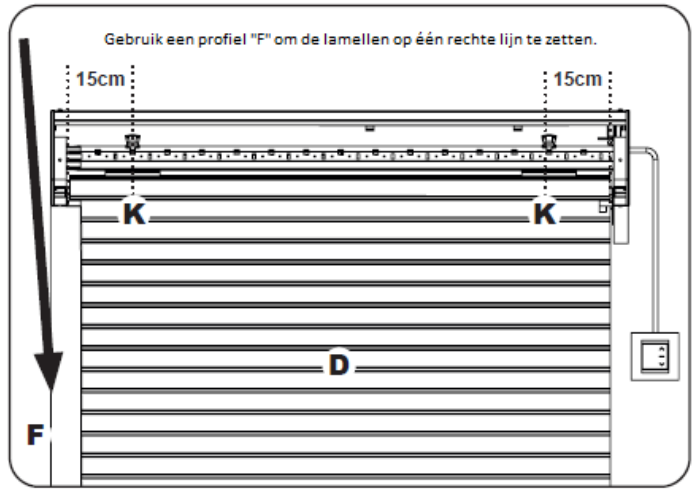 Gebruik een profiel "F" om de lamellen op één rechte lijn te zetten.
15cm 15cm
K K
D
F